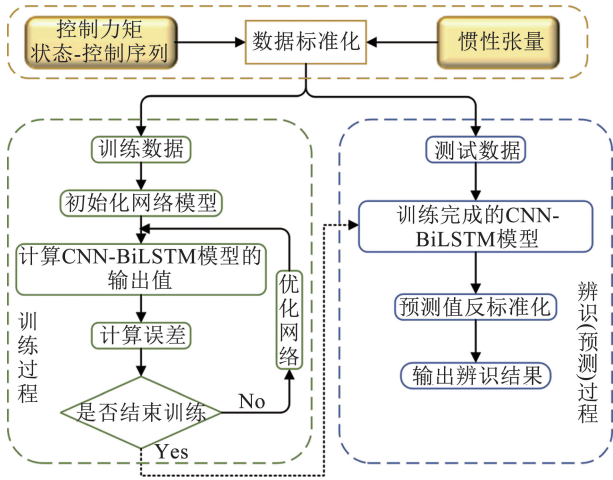 控制力矩
状态-控制序列
数据标准化
惯性张量
训练数据
初始化网络模型
计算CNN-BiLSTM模型的
输出值
优化网络
计算误差
是否结束训练
No
Yes
训练过程
测试数据
训练完成的CNN-
BiLSTM模型
预测值反标准化
输出辨识结果
辨识(预测)过程